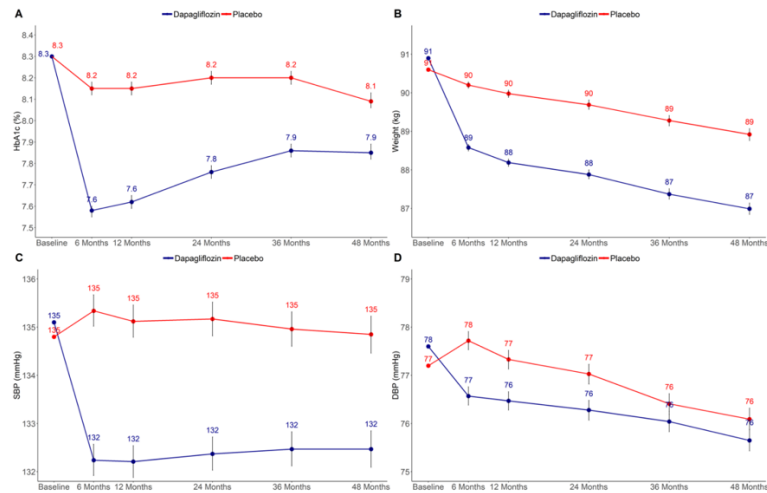 A
Dapagliflozin Placebo
HbA1c (%)
8.4
8.3
8.2
8.1
8.0
7.9
7.8
7.7
7.6
7.5
8.3 8.3 8.2 8.2 8.2 8.2 8.1
7.6 7.6 7.8 7.9 7.9
Baseline 6 Months 12 Months 24 Months 36 Months 48 Months
B
Dapagliflozin Placebo
Weight (kg)
91
90
89
88
87
91 90 90 90 89 89
89 88 88 87 87
Baseline 6 Months 12 Months 24 Months 36 Months 48 Months
C
Dapagliflozin Placebo
SBP (mmHg)
136
135
134
133
132
135 135 135 135 135 135
135 132 132 132 132 132
Baseline 6 Months 12 Months 24 Months 36 Months 48 Months
D
Dapagliflozin Placebo
DBP (mmHg)
79
78
77
76
75
78 78 77 77 76 76
77 77 76 76 76 76
Baseline 6 Months 12 Months 24 Months 36 Months 48 Months